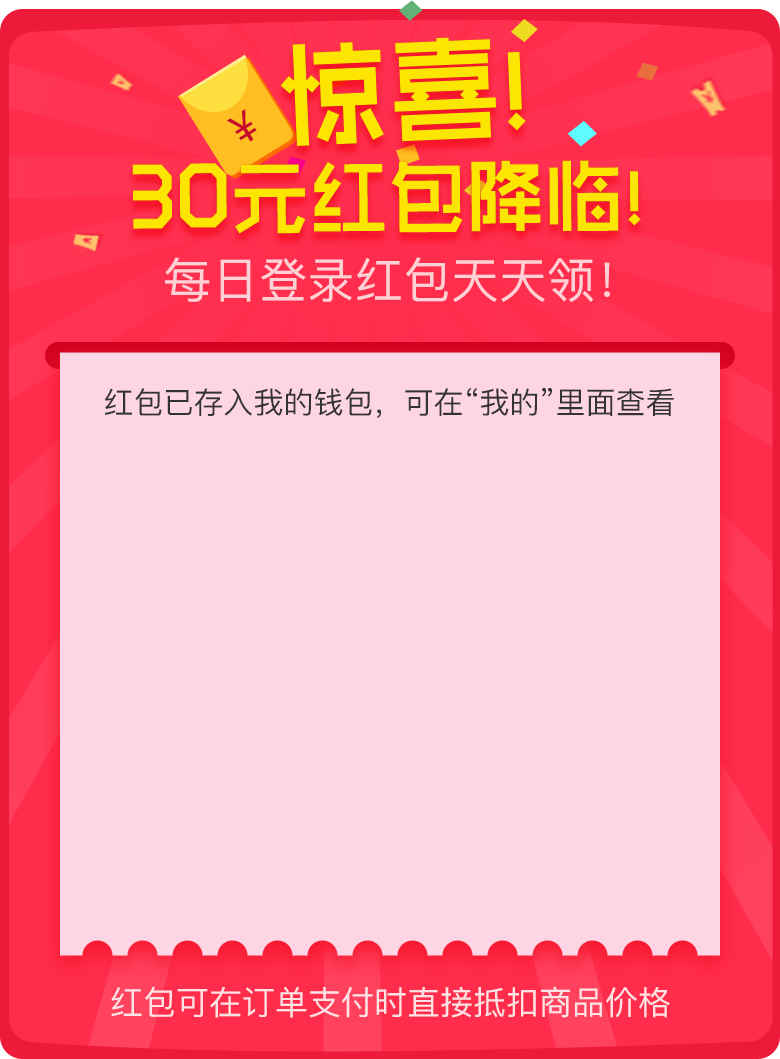 惊喜!
30元红包降临!
每日登录红包天天领!
红包已存入我的钱包，可在“我的”里面查看
红包可在订单支付时直接抵扣商品价格